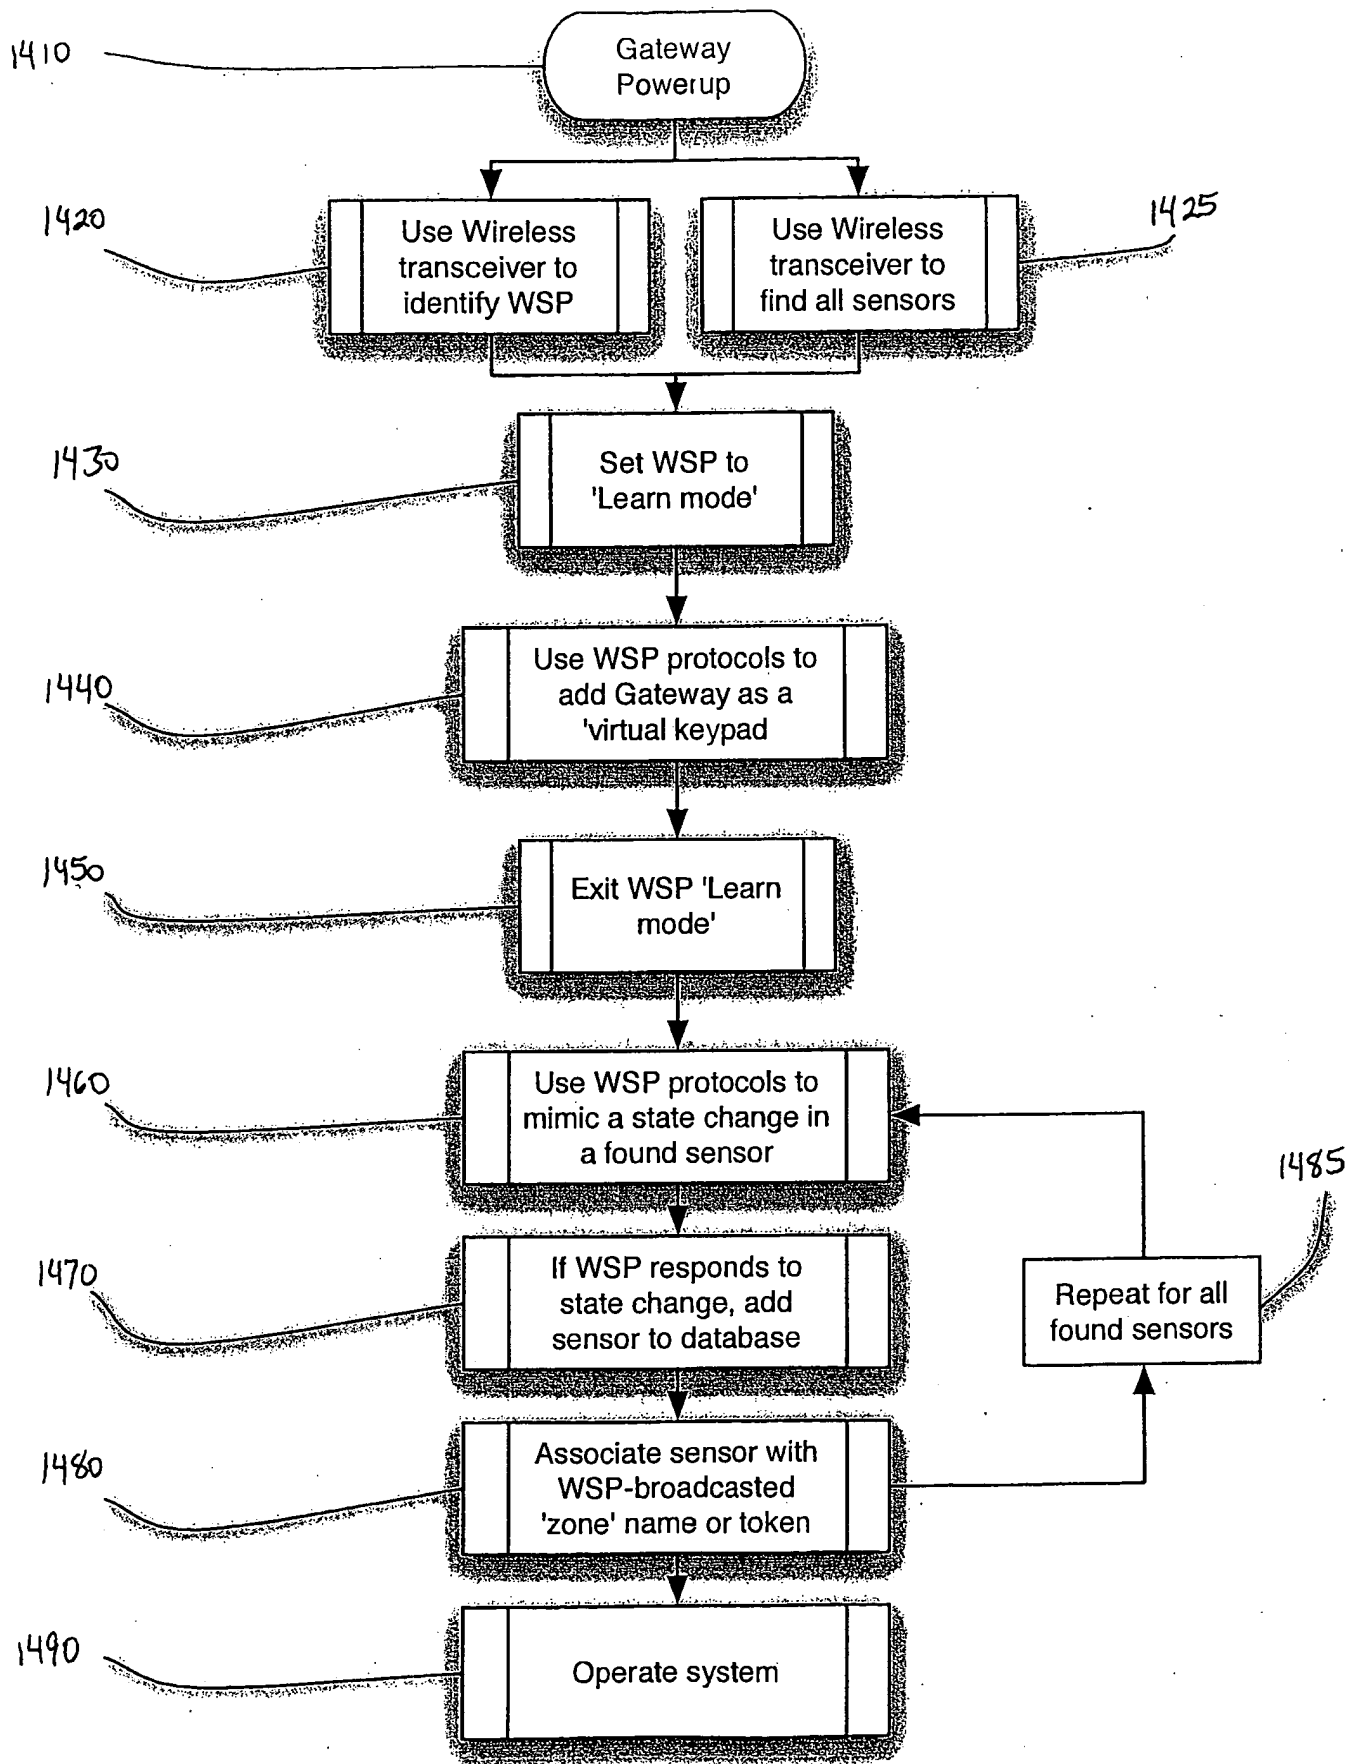 1410
Gateway
Powerup
1420
Use Wireless
transceiver to
identify WSP
Use Wireless
transceiver to
find all sensors
1425
1430
Set WSP to
'Learn mode'
1440
Use WSP protocols to
add Gateway as a
'virtual keypad
1450
Exit WSP 'Learn
mode'
1460
Use WSP protocols to
mimic a state change in
a found sensor
1485
1470
If WSP responds to
state change, add
sensor to database
Repeat for all
found sensors
1480
Associate sensor with
WSP-broadcasted
'zone' name or token
1490
Operate system